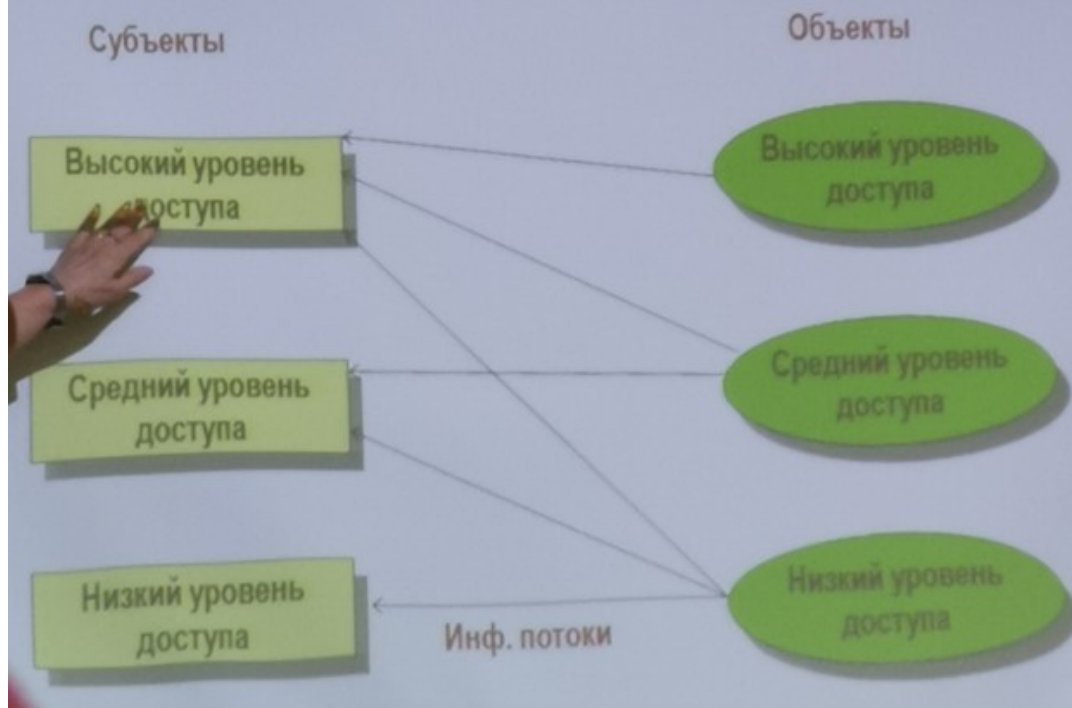 Субъекты
Объекты
Высокий уровень
доступа
Высокий уровень
доступа
Средний уровень
доступа
Средний уровень
доступа
Низкий уровень
доступа
Низкий уровень
доступа
Инф. потоки